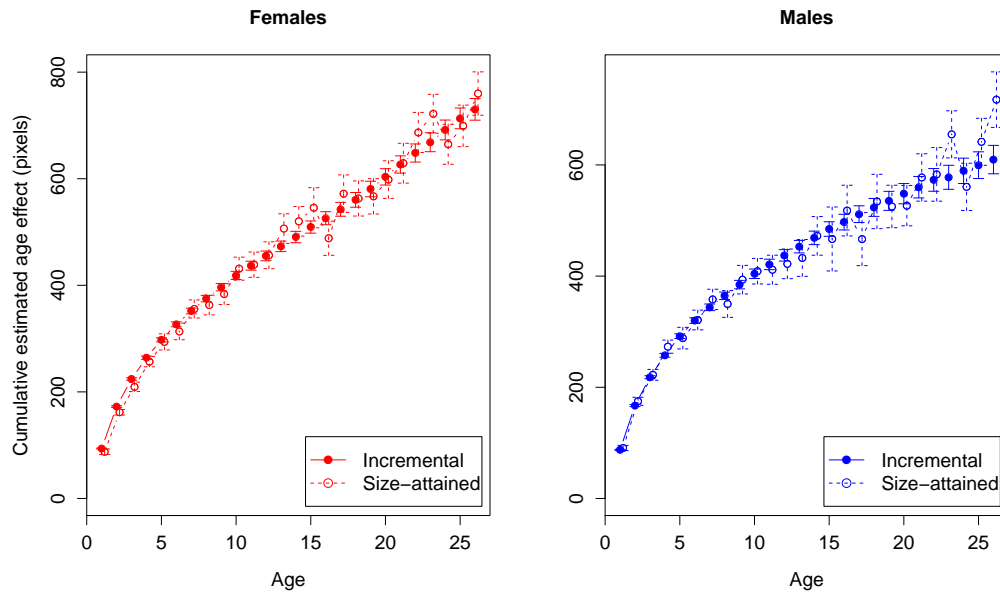 Females
Cumulative estimated age effect (pixels)
800
600
400
200
0
0 5 10 15 20 25
Age
Incremental
Size−attained
Males
600
400
200
0
0 5 10 15 20 25
Age
Incremental
Size−attained